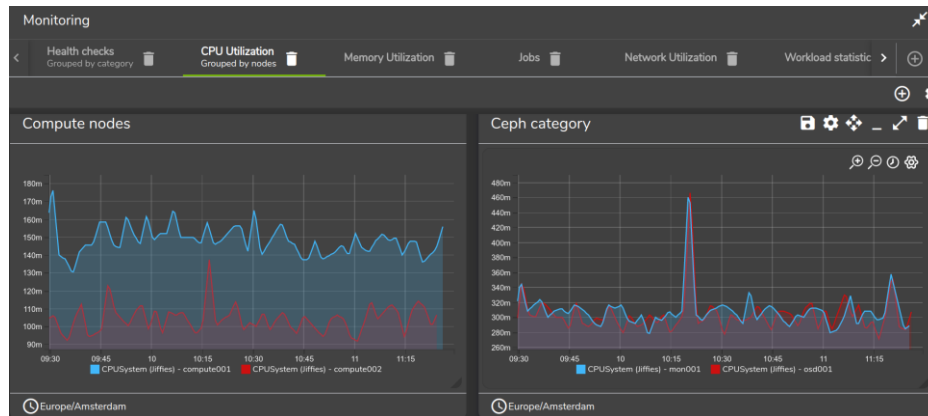 Monitoring
Health checks
Grouped by category
CPU Utilization
Grouped by nodes
Memory Utilization
Jobs
Network Utilization
Workload statistic
Compute nodes
180m
170m
160m
150m
140m
130m
120m
110m
100m
90m
09:30 09:45 10 10:15 10:30 10:45 11 11:15
CPUSystem (Jiffies) - compute001 CPUSystem (Jiffies) - compute002
Europe/Amsterdam
Ceph category
480m
460m
440m
420m
400m
380m
360m
340m
320m
300m
280m
260m
09:30 09:45 10 10:15 10:30 10:45 11 11:15
CPUSystem (Jiffies) - mon001 CPUSystem (Jiffies) - osd001
Europe/Amsterdam